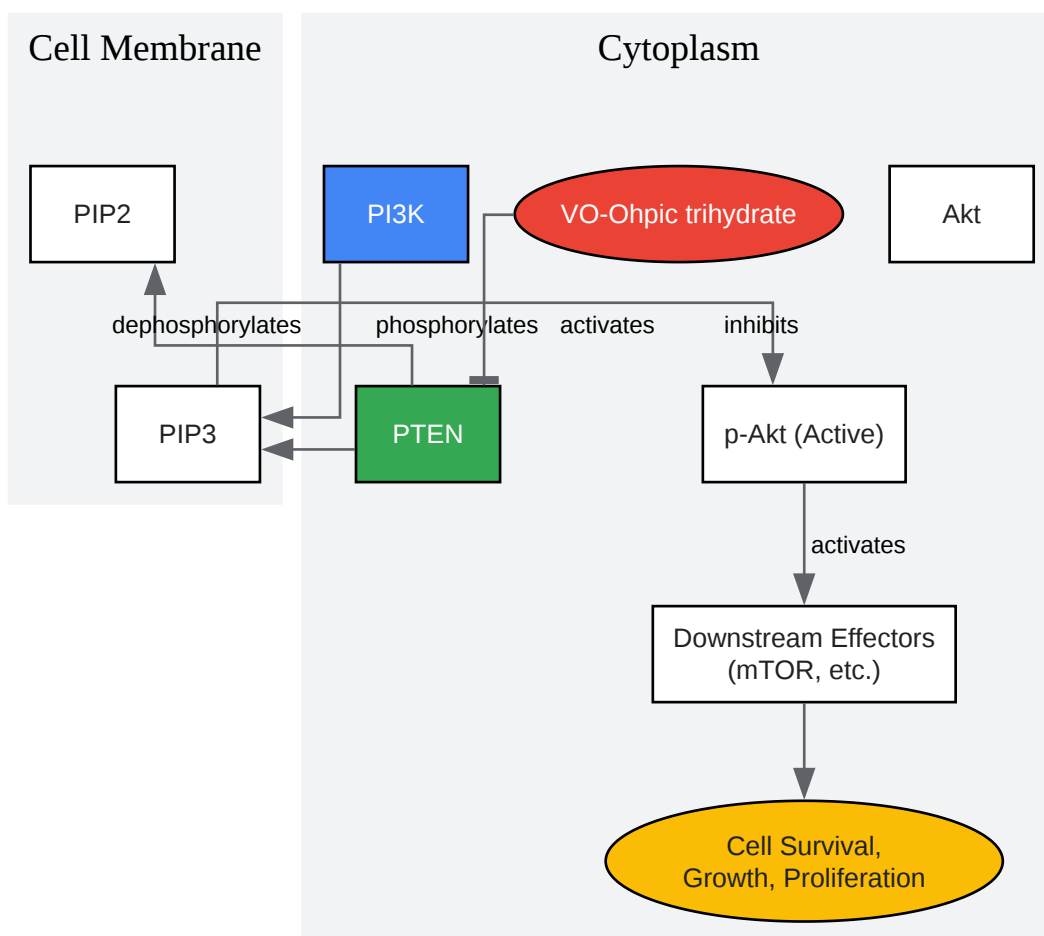 Cell Membrane
Cytoplasm
PIP2
PI3K
VO-Ohpic trihydrate
Akt
dephosphorylates
phosphorylates
activates
inhibits
PIP3
PTEN
p-Akt (Active)
activates
Downstream Effectors
(mTOR, etc.)
Cell Survival,
Growth, Proliferation